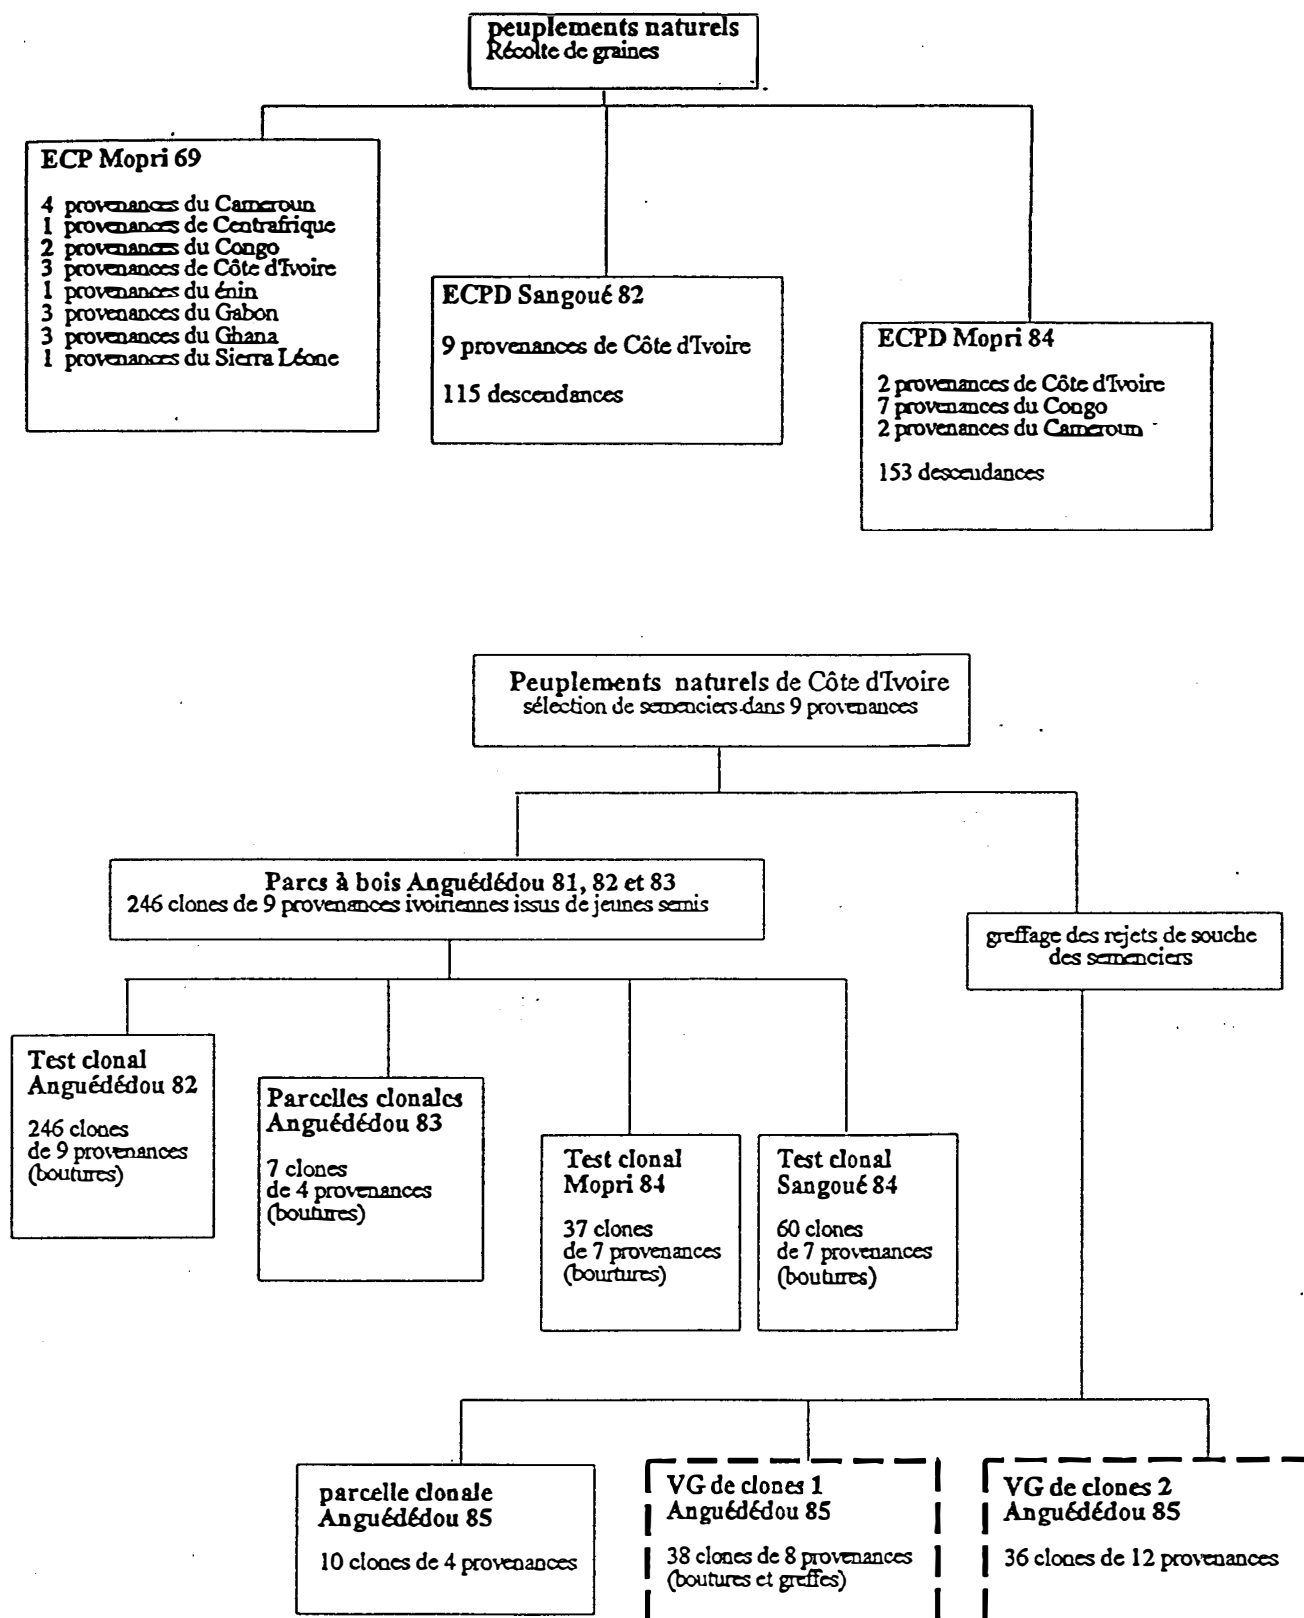 peuplements naturels
Récolte de graines
ECP Mopri 69
4 provenances du Cameroun
1 provenances de Centrafrique
2 provenances du Congo
3 provenances de Côte d'Ivoire
1 provenances du énin
3 provenances du Gabon
3 provenances du Ghana
1 provenances du Sierra Léone
ECPD Sangoué 82
9 provenances de Côte d'Ivoire
115 descendances
ECPD Mopri 84
2 provenances de Côte d'Ivoire
7 provenances du Congo
2 provenances du Cameroun
153 descendances
Peuplements naturels de Côte d'Ivoire
sélection de semenciers dans 9 provenances
Parcs à bois Anguédédou 81, 82 et 83
246 clones de 9 provenances ivoiriennes issus de jeunes semis
greffage des rejets de souche
des semenciers
Test clonal
Anguédédou 82
246 clones
de 9 provenances
(boutures)
Parcelles clonales
Anguédédou 83
7 clones
de 4 provenances
(boutures)
Test clonal
Mopri 84
37 clones
de 7 provenances
(bourtures)
Test clonal
Sangoué 84
60 clones
de 7 provenances
(boutures)
parcelle clonale
Anguédédou 85
10 clones de 4 provenances
VG de clones 1
Anguédédou 85
38 clones de 8 provenances
(boutures et greffes)
VG de clones 2
Anguédédou 85
36 clones de 12 provenances